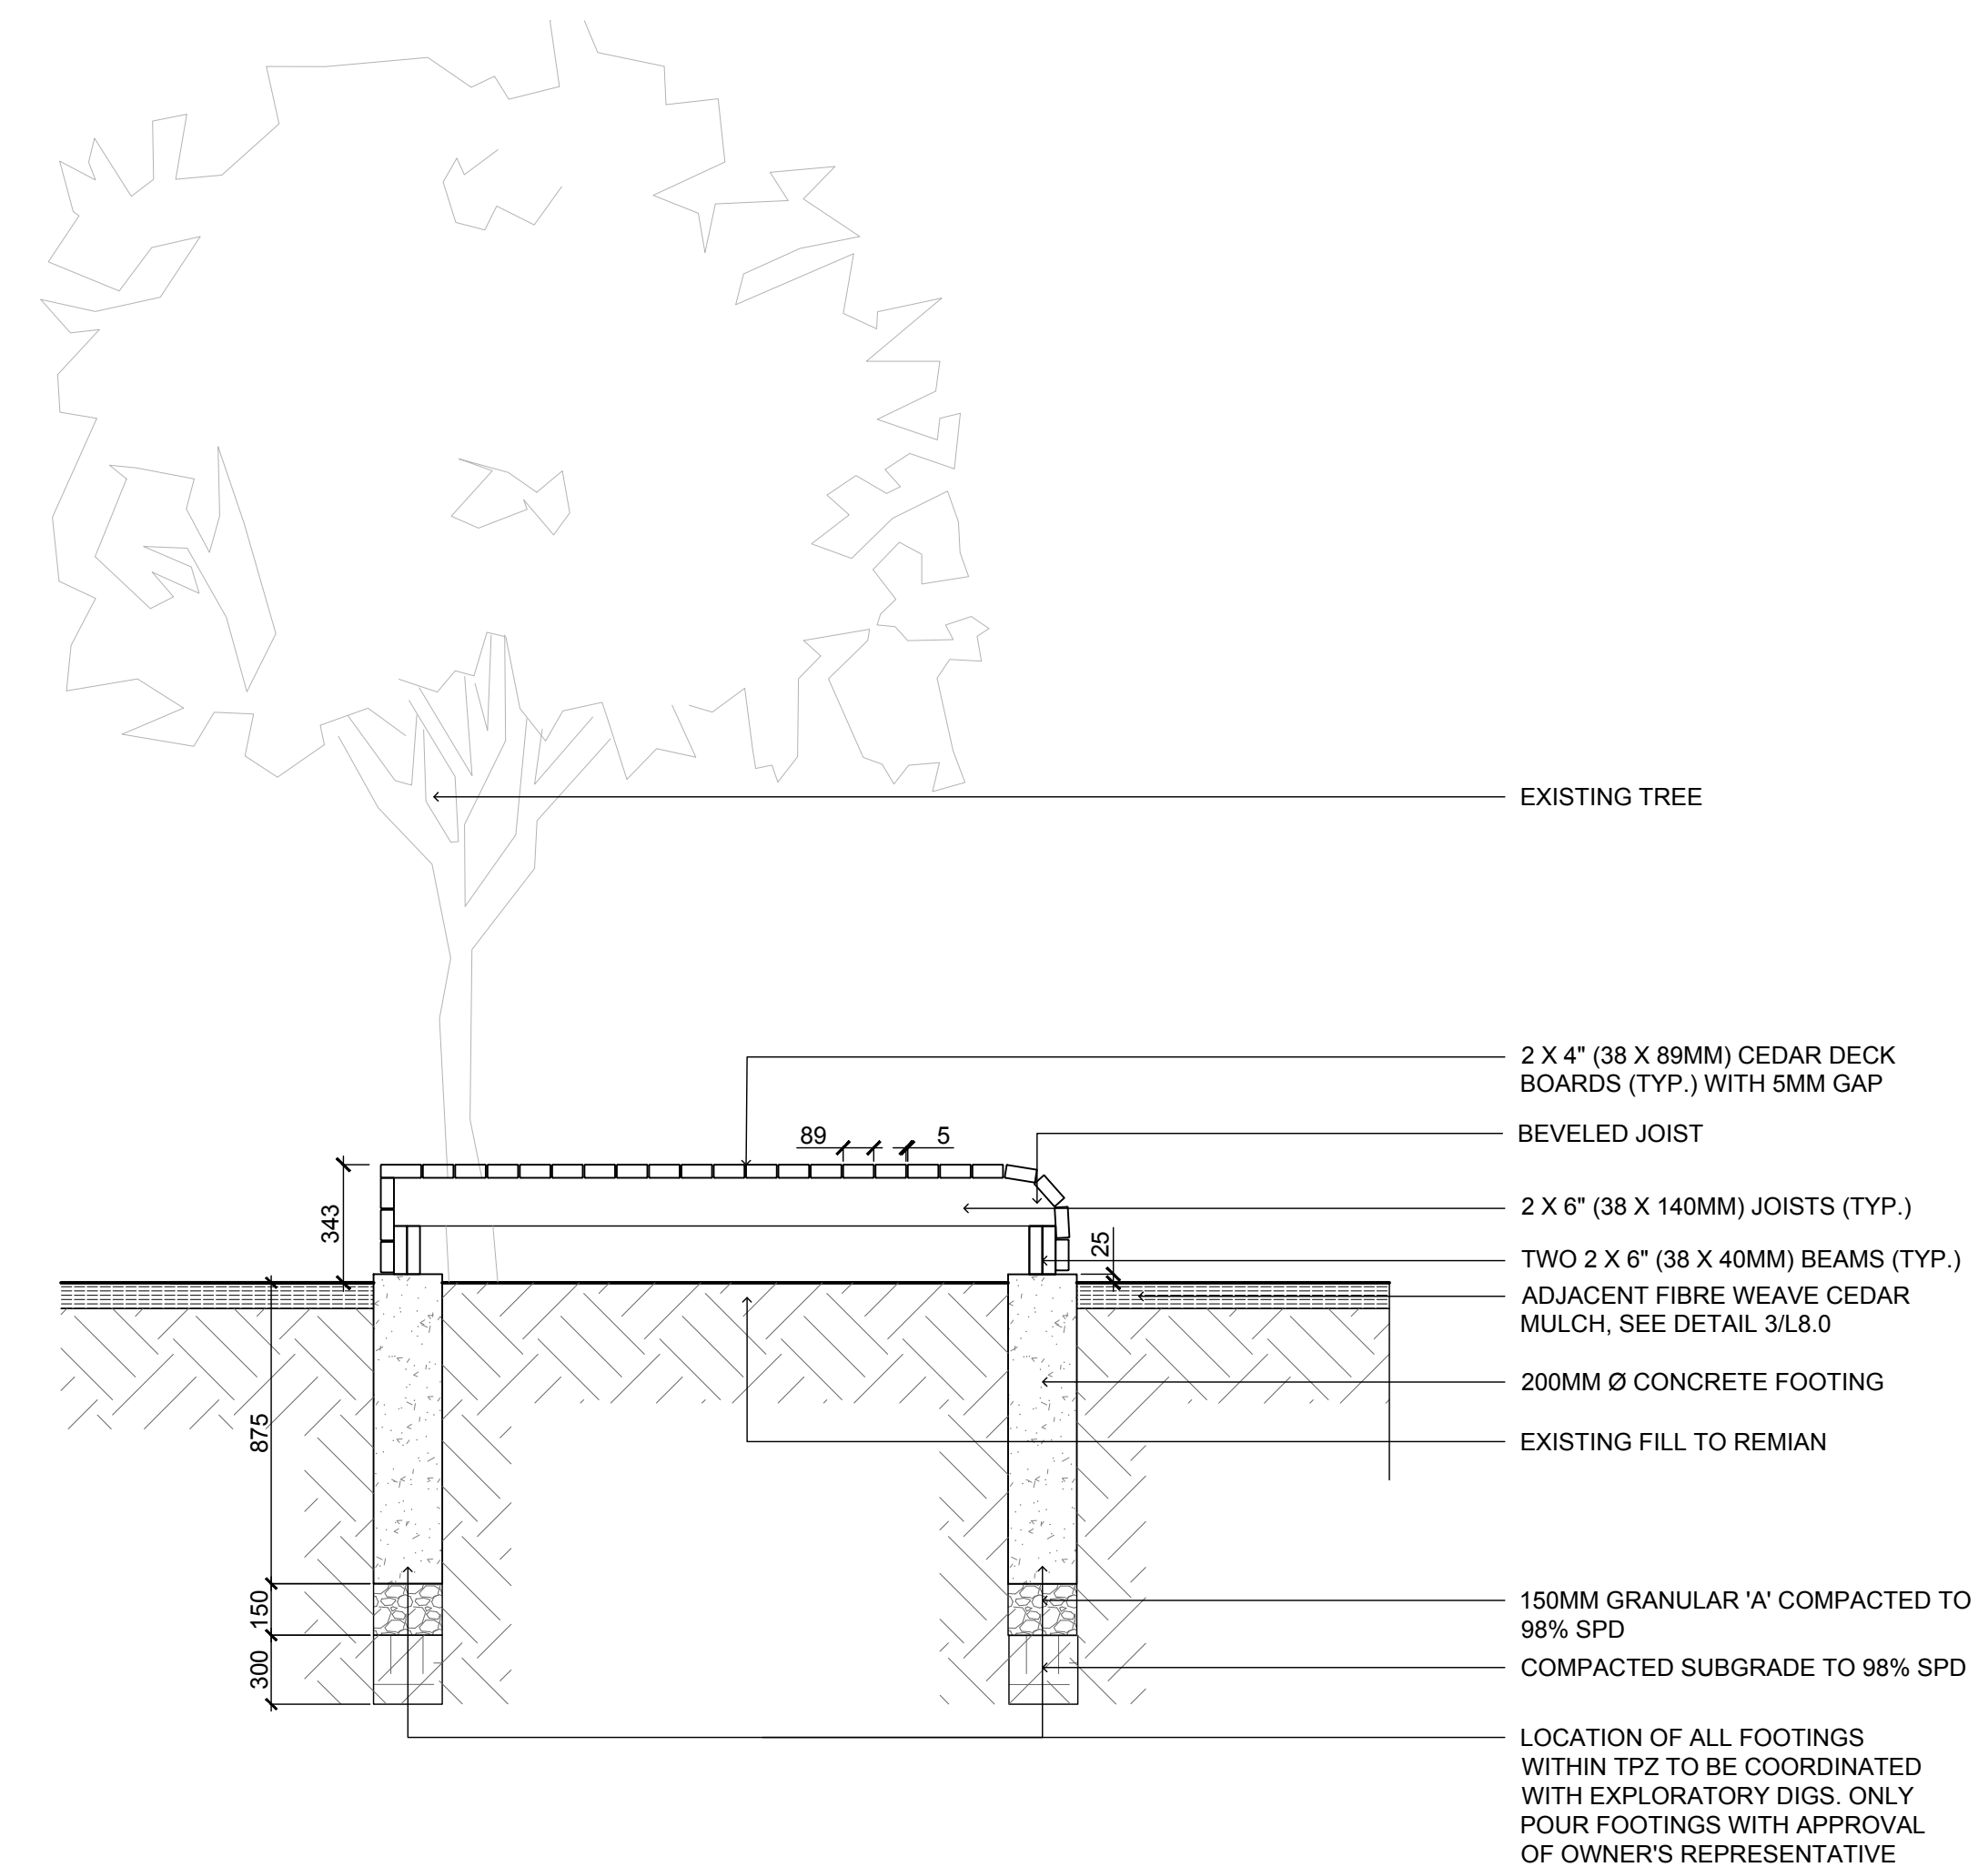 EXISTING TREE
2 X 4" (38 X 89MM) CEDAR DECK
BOARDS (TYP.) WITH 5MM GAP
89
5
BEVELED JOIST
343
2 X 6" (38 X 140MM) JOISTS (TYP.)
25
TWO 2 X 6" (38 X 40MM) BEAMS (TYP.)
ADJACENT FIBRE WEAVE CEDAR
MULCH, SEE DETAIL 3/L8.0
200MM Ø CONCRETE FOOTING
875
EXISTING FILL TO REMIAN
150
150MM GRANULAR 'A' COMPACTED TO
98% SPD
300
COMPACTED SUBGRADE TO 98% SPD
LOCATION OF ALL FOOTINGS
WITHIN TPZ TO BE COORDINATED
WITH EXPLORATORY DIGS. ONLY
POUR FOOTINGS WITH APPROVAL
OF OWNER'S REPRESENTATIVE